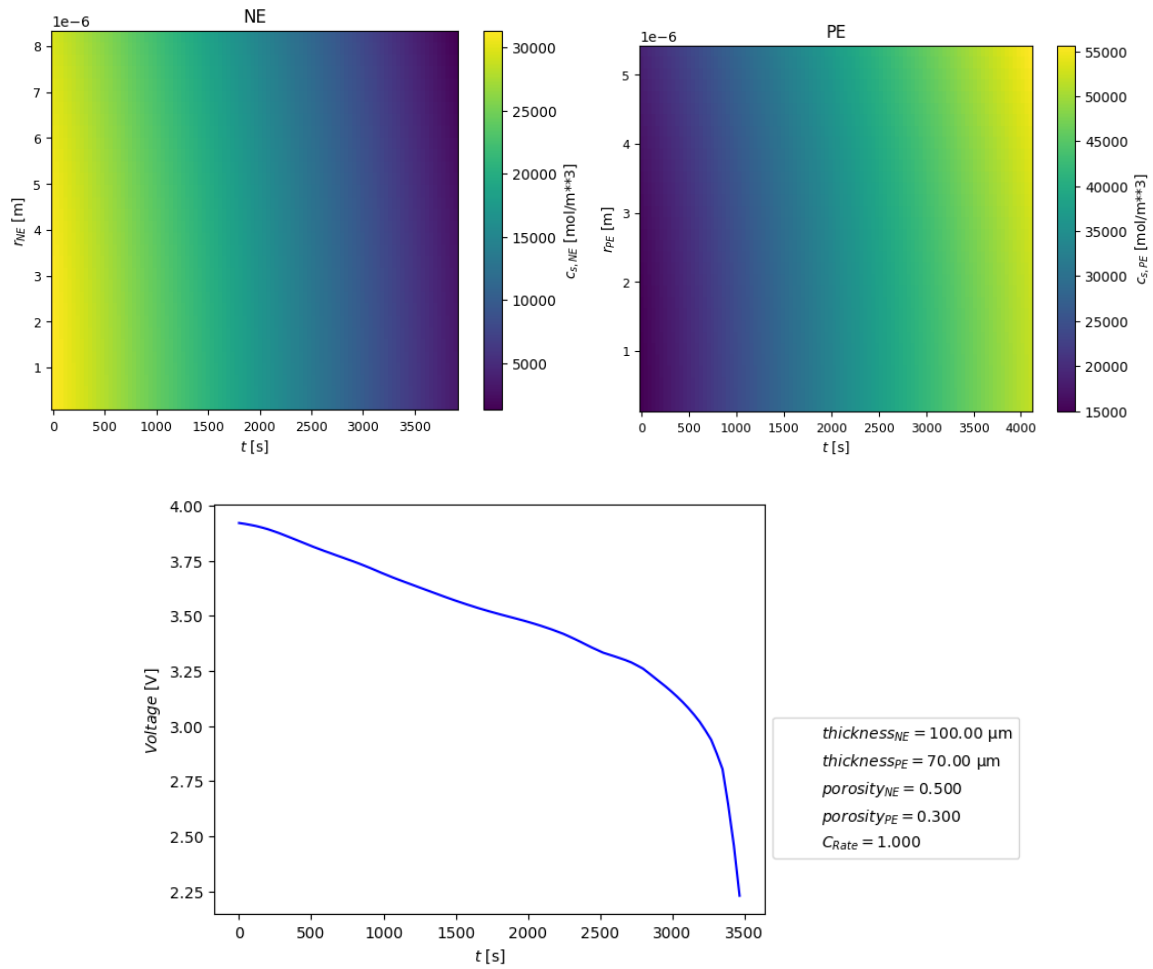 NE
1e−6
8
7
6
5
4
3
2
1
r_NE [m]
0 500 1000 1500 2000 2500 3000 3500
t [s]
30000
25000
20000
15000
10000
5000
c_s,NE [mol/m**3]
PE
1e−6
5
4
3
2
1
r_PE [m]
0 500 1000 1500 2000 2500 3000 3500 4000
t [s]
55000
50000
45000
40000
35000
30000
25000
20000
15000
c_s,PE [mol/m**3]
4.00
3.75
3.50
3.25
3.00
2.75
2.50
2.25
Voltage [V]
0 500 1000 1500 2000 2500 3000 3500
t [s]
thickness_NE = 100.00 µm
thickness_PE = 70.00 µm
porosity_NE = 0.500
porosity_PE = 0.300
C_Rate = 1.000